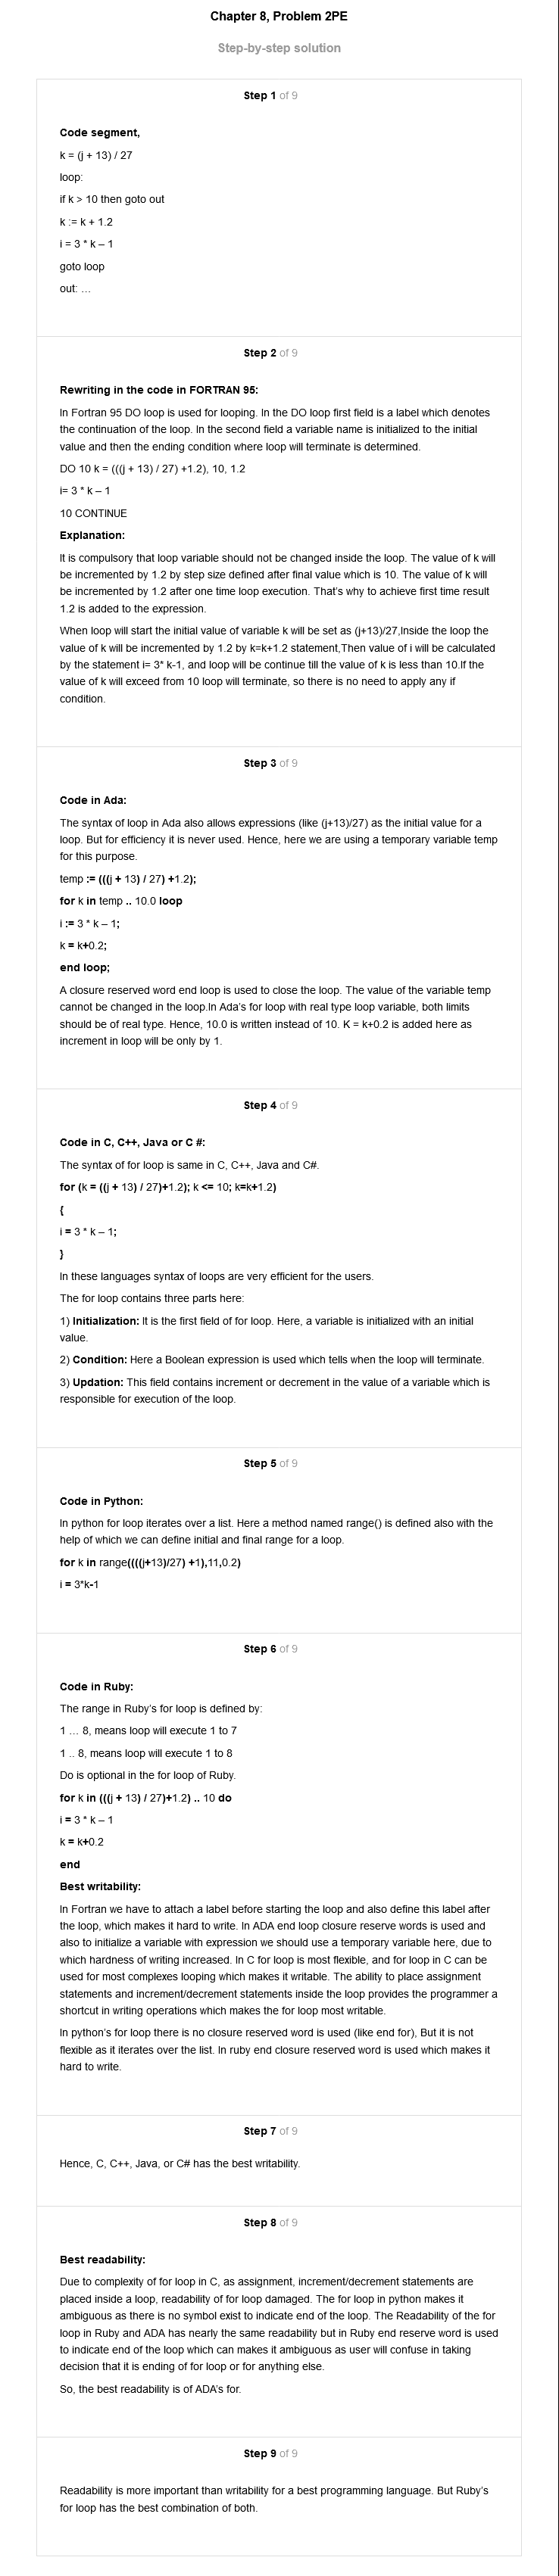 Chapter 8, Problem 2PE
Step-by-step solution
Step 1 of 9
Code segment,
k = (j + 13) / 27
loop:
if k > 10 then goto out
k := k + 1.2
i = 3 * k – 1
goto loop
out: …
Step 2 of 9
Rewriting in the code in FORTRAN 95:
In Fortran 95 DO loop is used for looping. In the DO loop first field is a label which denotes
the continuation of the loop. In the second field a variable name is initialized to the initial
value and then the ending condition where loop will terminate is determined.
DO 10 k = (((j + 13) / 27) +1.2), 10, 1.2
i= 3 * k – 1
10 CONTINUE
Explanation:
It is compulsory that loop variable should not be changed inside the loop. The value of k will
be incremented by 1.2 by step size defined after final value which is 10. The value of k will
be incremented by 1.2 after one time loop execution. That's why to achieve first time result
1.2 is added to the expression.
When loop will start the initial value of variable k will be set as (j+13)/27,Inside the loop the
value of k will be incremented by 1.2 by k=k+1.2 statement,Then value of i will be calculated
by the statement i= 3* k-1, and loop will be continue till the value of k is less than 10.If the
value of k will exceed from 10 loop will terminate, so there is no need to apply any if
condition.
Step 3 of 9
Code in Ada:
The syntax of loop in Ada also allows expressions (like (j+13)/27) as the initial value for a
loop. But for efficiency it is never used. Hence, here we are using a temporary variable temp
for this purpose.
temp := (((j + 13) / 27) +1.2);
for k in temp .. 10.0 loop
i := 3 * k – 1;
k = k+0.2;
end loop;
A closure reserved word end loop is used to close the loop. The value of the variable temp
cannot be changed in the loop.In Ada's for loop with real type loop variable, both limits
should be of real type. Hence, 10.0 is written instead of 10. K = k+0.2 is added here as
increment in loop will be only by 1.
Step 4 of 9
Code in C, C++, Java or C #:
The syntax of for loop is same in C, C++, Java and C#.
for (k = ((j + 13) / 27)+1.2); k <= 10; k=k+1.2)
{
i = 3 * k – 1;
}
In these languages syntax of loops are very efficient for the users.
The for loop contains three parts here:
1) Initialization: It is the first field of for loop. Here, a variable is initialized with an initial
value.
2) Condition: Here a Boolean expression is used which tells when the loop will terminate.
3) Updation: This field contains increment or decrement in the value of a variable which is
responsible for execution of the loop.
Step 5 of 9
Code in Python:
In python for loop iterates over a list. Here a method named range() is defined also with the
help of which we can define initial and final range for a loop.
for k in range((((j+13)/27) +1),11,0.2)
i = 3*k-1
Step 6 of 9
Code in Ruby:
The range in Ruby's for loop is defined by:
1 … 8, means loop will execute 1 to 7
1 .. 8, means loop will execute 1 to 8
Do is optional in the for loop of Ruby.
for k in (((j + 13) / 27)+1.2) .. 10 do
i = 3 * k – 1
k = k+0.2
end
Best writability:
In Fortran we have to attach a label before starting the loop and also define this label after
the loop, which makes it hard to write. In ADA end loop closure reserve words is used and
also to initialize a variable with expression we should use a temporary variable here, due to
which hardness of writing increased. In C for loop is most flexible, and for loop in C can be
used for most complexes looping which makes it writable. The ability to place assignment
statements and increment/decrement statements inside the loop provides the programmer a
shortcut in writing operations which makes the for loop most writable.
In python's for loop there is no closure reserved word is used (like end for), But it is not
flexible as it iterates over the list. In ruby end closure reserved word is used which makes it
hard to write.
Step 7 of 9
Hence, C, C++, Java, or C# has the best writability.
Step 8 of 9
Best readability:
Due to complexity of for loop in C, as assignment, increment/decrement statements are
placed inside a loop, readability of for loop damaged. The for loop in python makes it
ambiguous as there is no symbol exist to indicate end of the loop. The Readability of the for
loop in Ruby and ADA has nearly the same readability but in Ruby end reserve word is used
to indicate end of the loop which can makes it ambiguous as user will confuse in taking
decision that it is ending of for loop or for anything else.
So, the best readability is of ADA's for.
Step 9 of 9
Readability is more important than writability for a best programming language. But Ruby's
for loop has the best combination of both.